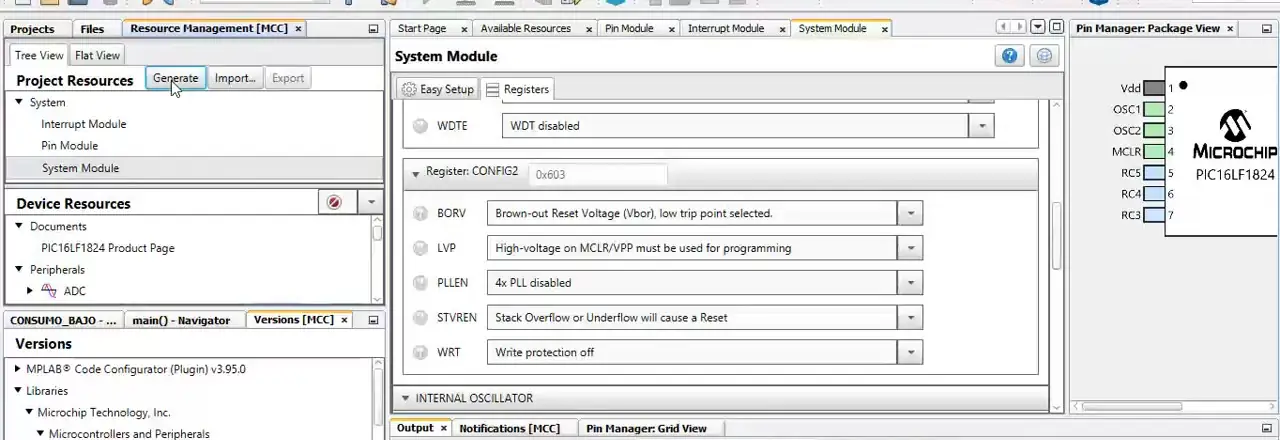 Projects Files Resource Management [MCC] ×
Tree View Flat View
Project Resources Generate Import... Export
System
Interrupt Module
Pin Module
System Module
Device Resources
Documents
PIC16LF1824 Product Page
Peripherals
ADC
CONSUMO_BAJO - ... main() - Navigator Versions [MCC] ×
Versions
MPLAB® Code Configurator (Plugin) v3.95.0
Libraries
Microchip Technology, Inc.
Microcontrollers and Peripherals
Start Page × Available Resources × Pin Module × Interrupt Module × System Module ×
System Module
Easy Setup Registers
WDTE WDT disabled
Register: CONFIG2 0x603
BORV Brown-out Reset Voltage (Vbor), low trip point selected.
LVP High-voltage on MCLR/VPP must be used for programming
PLLEN 4x PLL disabled
STVREN Stack Overflow or Underflow will cause a Reset
WRT Write protection off
INTERNAL OSCILLATOR
Output × Notifications [MCC] Pin Manager: Grid View
Pin Manager: Package View ×
Vdd 1
OSC1 2
OSC2 3
MCLR 4
RC5 5
RC4 6
RC3 7
MICROCHIP
PIC16LF1824